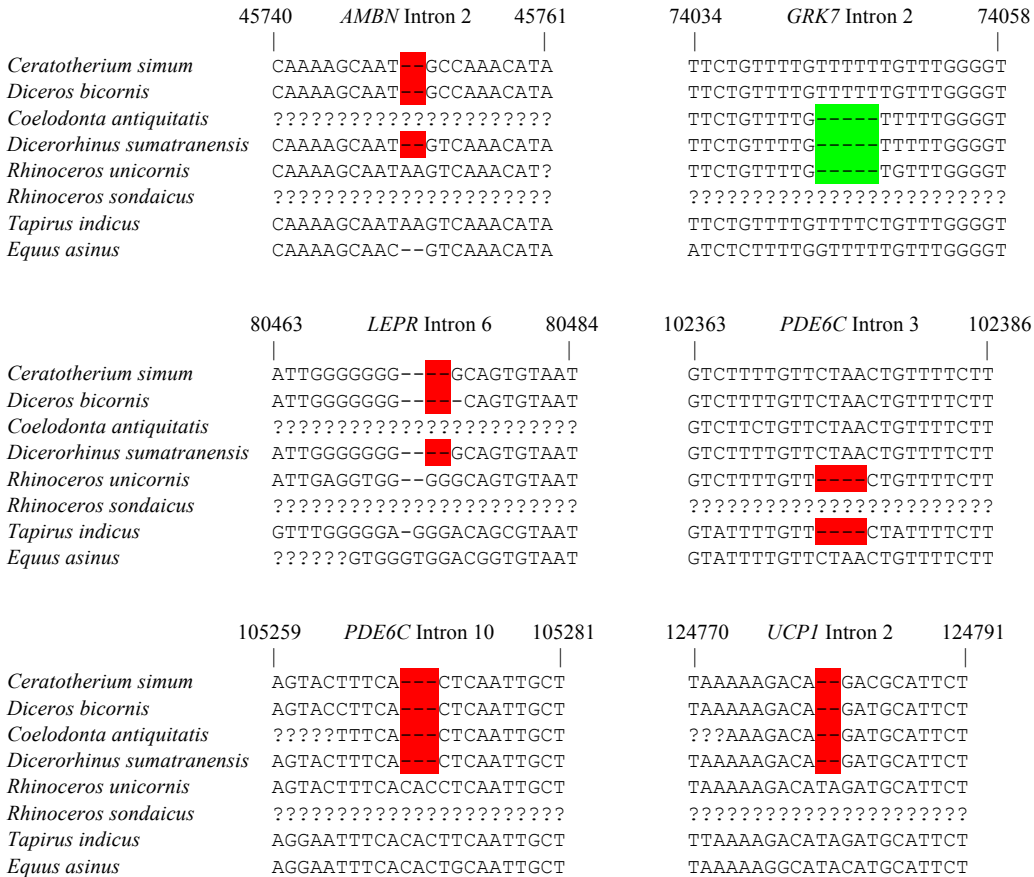 45740 AMBN Intron 2 45761 74034 GRK7 Intron 2 74058
| | | |
Ceratotherium simum CAAAAGCAAT--GCCAAACATA TTCTGTTTTGTTTTTTGTTTGGGGT
Diceros bicornis CAAAAGCAAT--GCCAAACATA TTCTGTTTTGTTTTTTGTTTGGGGT
Coelodonta antiquitatis ?????????????????????? TTCTGTTTTG-----TTTTTGGGGT
Dicerorhinus sumatranensis CAAAAGCAAT--GTCAAACATA TTCTGTTTTG-----TTTTTGGGGT
Rhinoceros unicornis CAAAAGCAATAAGTCAAACAT? TTCTGTTTTG-----TGTTTGGGGT
Rhinoceros sondaicus ?????????????????????? ?????????????????????????
Tapirus indicus CAAAAGCAATAAGTCAAACATA TTCTGTTTTGTTTTCTGTTTGGGGT
Equus asinus CAAAAGCAAC--GTCAAACATA ATCTCTTTTGGTTTTTGTTTGGGGT
80463 LEPR Intron 6 80484 102363 PDE6C Intron 3 102386
| | | |
Ceratotherium simum ATTGGGGGGG----GCAGTGTAAT GTCTTTTGTTCTAACTGTTTTCTT
Diceros bicornis ATTGGGGGGG-----CAGTGTAAT GTCTTTTGTTCTAACTGTTTTCTT
Coelodonta antiquitatis ???????????????????????? GTCTTCTGTTCTAACTGTTTTCTT
Dicerorhinus sumatranensis ATTGGGGGGG----GCAGTGTAAT GTCTTTTGTTCTAACTGTTTTCTT
Rhinoceros unicornis ATTGAGGTGG--GGGCAGTGTAAT GTCTTTTGTT----CTGTTTTCTT
Rhinoceros sondaicus ???????????????????????? ????????????????????????
Tapirus indicus GTTTGGGGGA-GGGACAGCGTAAT GTATTTTGTT----CTATTTTCTT
Equus asinus ??????GTGGGTGGACGGTGTAAT GTATTTTGTTCTAACTGTTTTCTT
105259 PDE6C Intron 10 105281 124770 UCP1 Intron 2 124791
| | | |
Ceratotherium simum AGTACTTTCA---CTCAATTGCT TAAAAAGACA--GACGCATTCT
Diceros bicornis AGTACCTTCA---CTCAATTGCT TAAAAAGACA--GATGCATTCT
Coelodonta antiquitatis ?????TTTCA---CTCAATTGCT ???AAAGACA--GATGCATTCT
Dicerorhinus sumatranensis AGTACTTTCA---CTCAATTGCT TAAAAAGACA--GATGCATTCT
Rhinoceros unicornis AGTACTTTCACACCTCAATTGCT TAAAAAGACATAGATGCATTCT
Rhinoceros sondaicus ??????????????????????? ??????????????????????
Tapirus indicus AGGAATTTCACACTTCAATTGCT TTAAAAGACATAGATGCATTCT
Equus asinus AGGAATTTCACACTGCAATTGCT TAAAAAGGCATACATGCATTCT